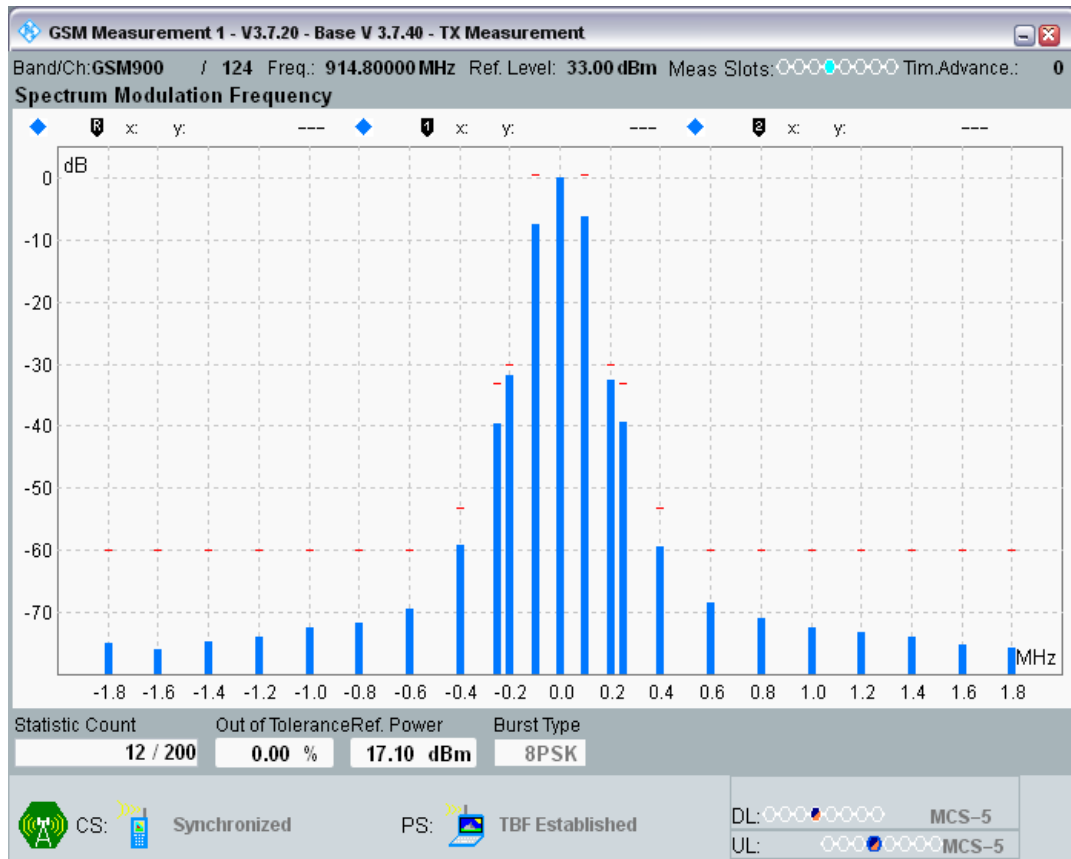 GSM Measurement 1 - V3.7.20 - Base V 3.7.40 - TX Measurement
Band/Ch:GSM900 / 124 Freq.: 914.80000 MHz Ref. Level: 33.00 dBm Meas Slots: Tim.Advance.: 0
Spectrum Modulation Frequency
R x: y: --- 1 x: y: --- 2 x: y: ---
dB
0
-10
-20
-30
-40
-50
-60
-70
MHz
-1.8 -1.6 -1.4 -1.2 -1.0 -0.8 -0.6 -0.4 -0.2 0.0 0.2 0.4 0.6 0.8 1.0 1.2 1.4 1.6 1.8
Statistic Count Out of Tolerance Ref. Power Burst Type
12 / 200 0.00 % 17.10 dBm 8PSK
CS: Synchronized PS: TBF Established
DL: MCS-5
UL: MCS-5